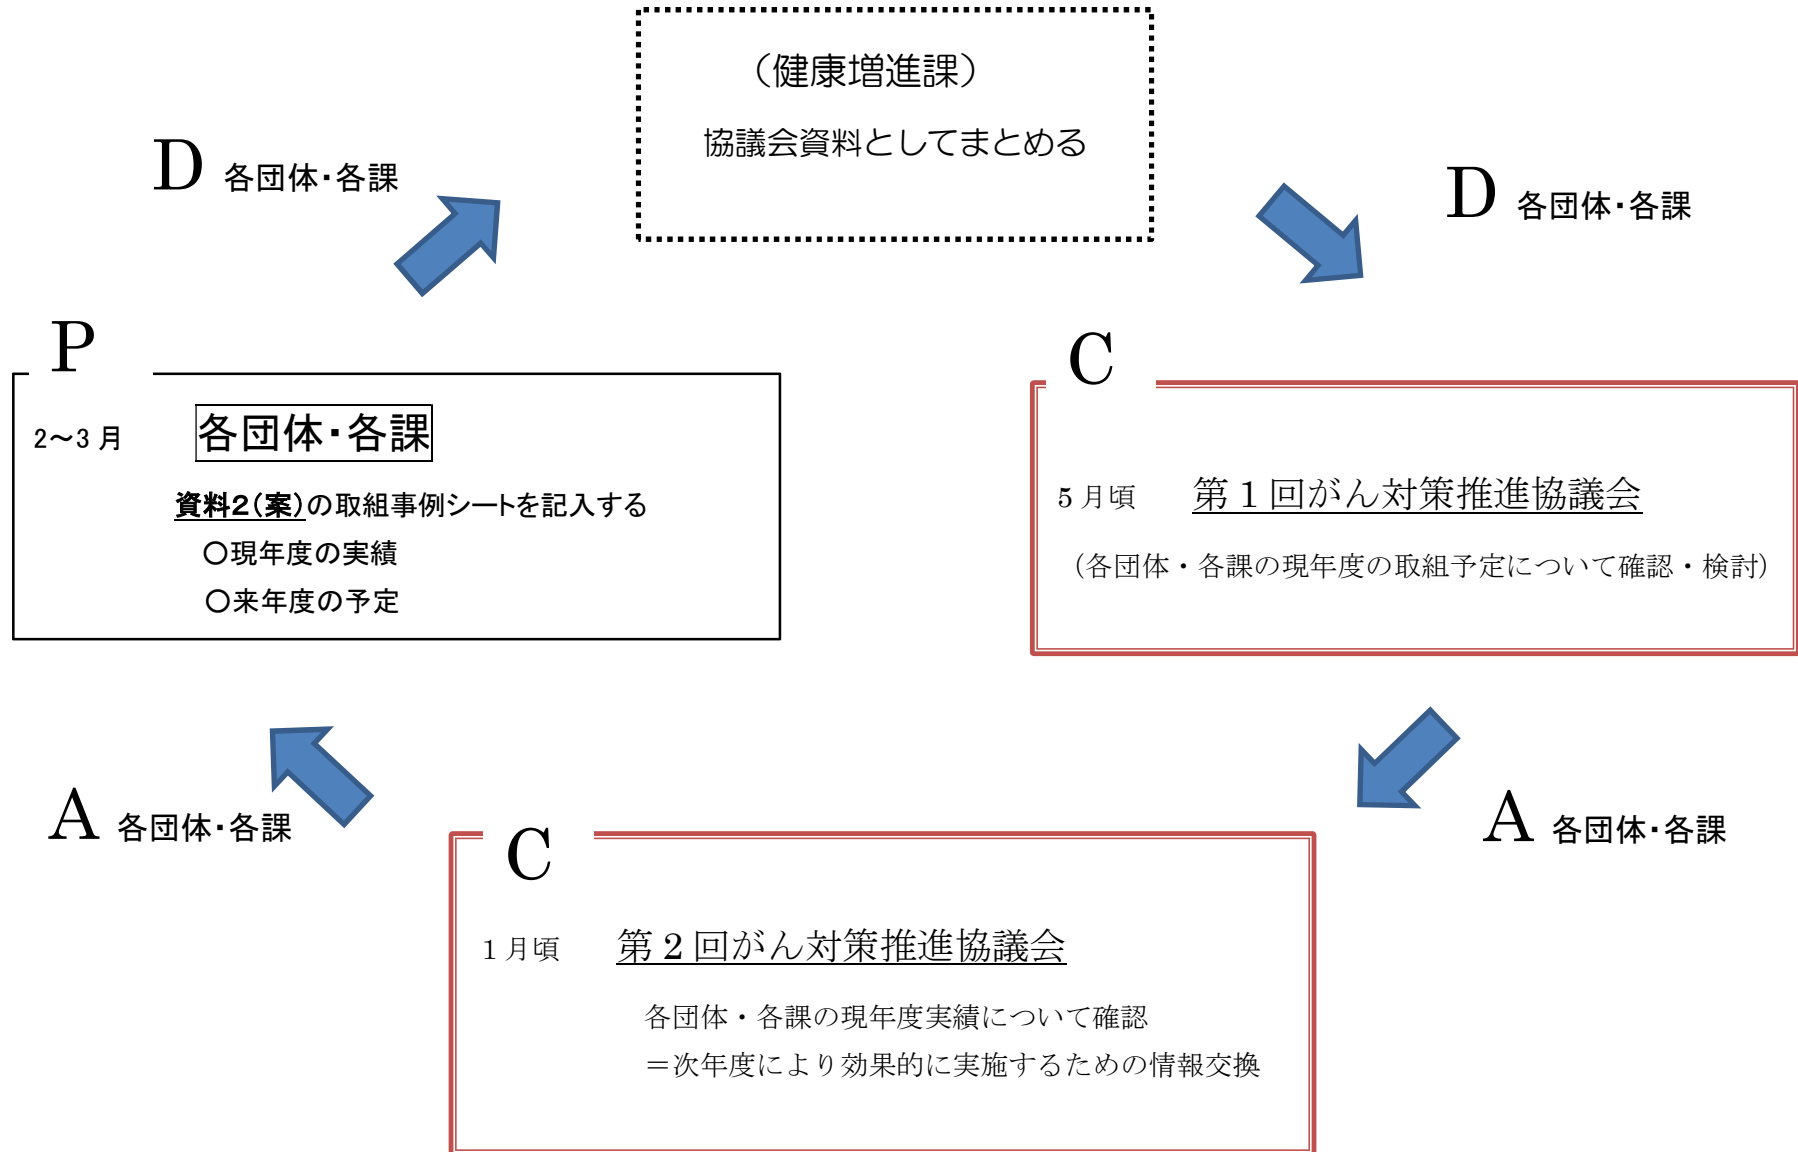 （健康増進課）
協議会資料としてまとめる
D 各団体・各課
D 各団体・各課
P
2～3月 各団体・各課
資料２（案）の取組事例シートを記入する
〇現年度の実績
〇来年度の予定
C
5月頃 第1回がん対策推進協議会
（各団体・各課の現年度の取組予定について確認・検討）
A 各団体・各課
A 各団体・各課
C
1月頃 第2回がん対策推進協議会
各団体・各課の現年度実績について確認
＝次年度により効果的に実施するための情報交換